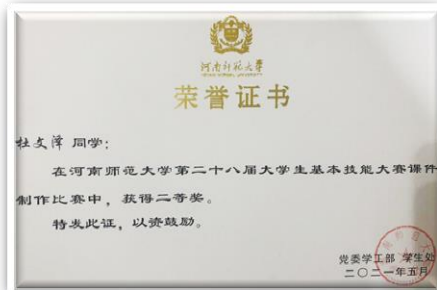 河南师范大学
HENAN NORMAL UNIVERSITY
荣誉证书
杜文泽 同学：
在河南师范大学第二十八届大学生基本技能大赛课件
制作比赛中，获得二等奖。
特发此证，以资鼓励。
党委学工部 学生处
二〇二一年五月